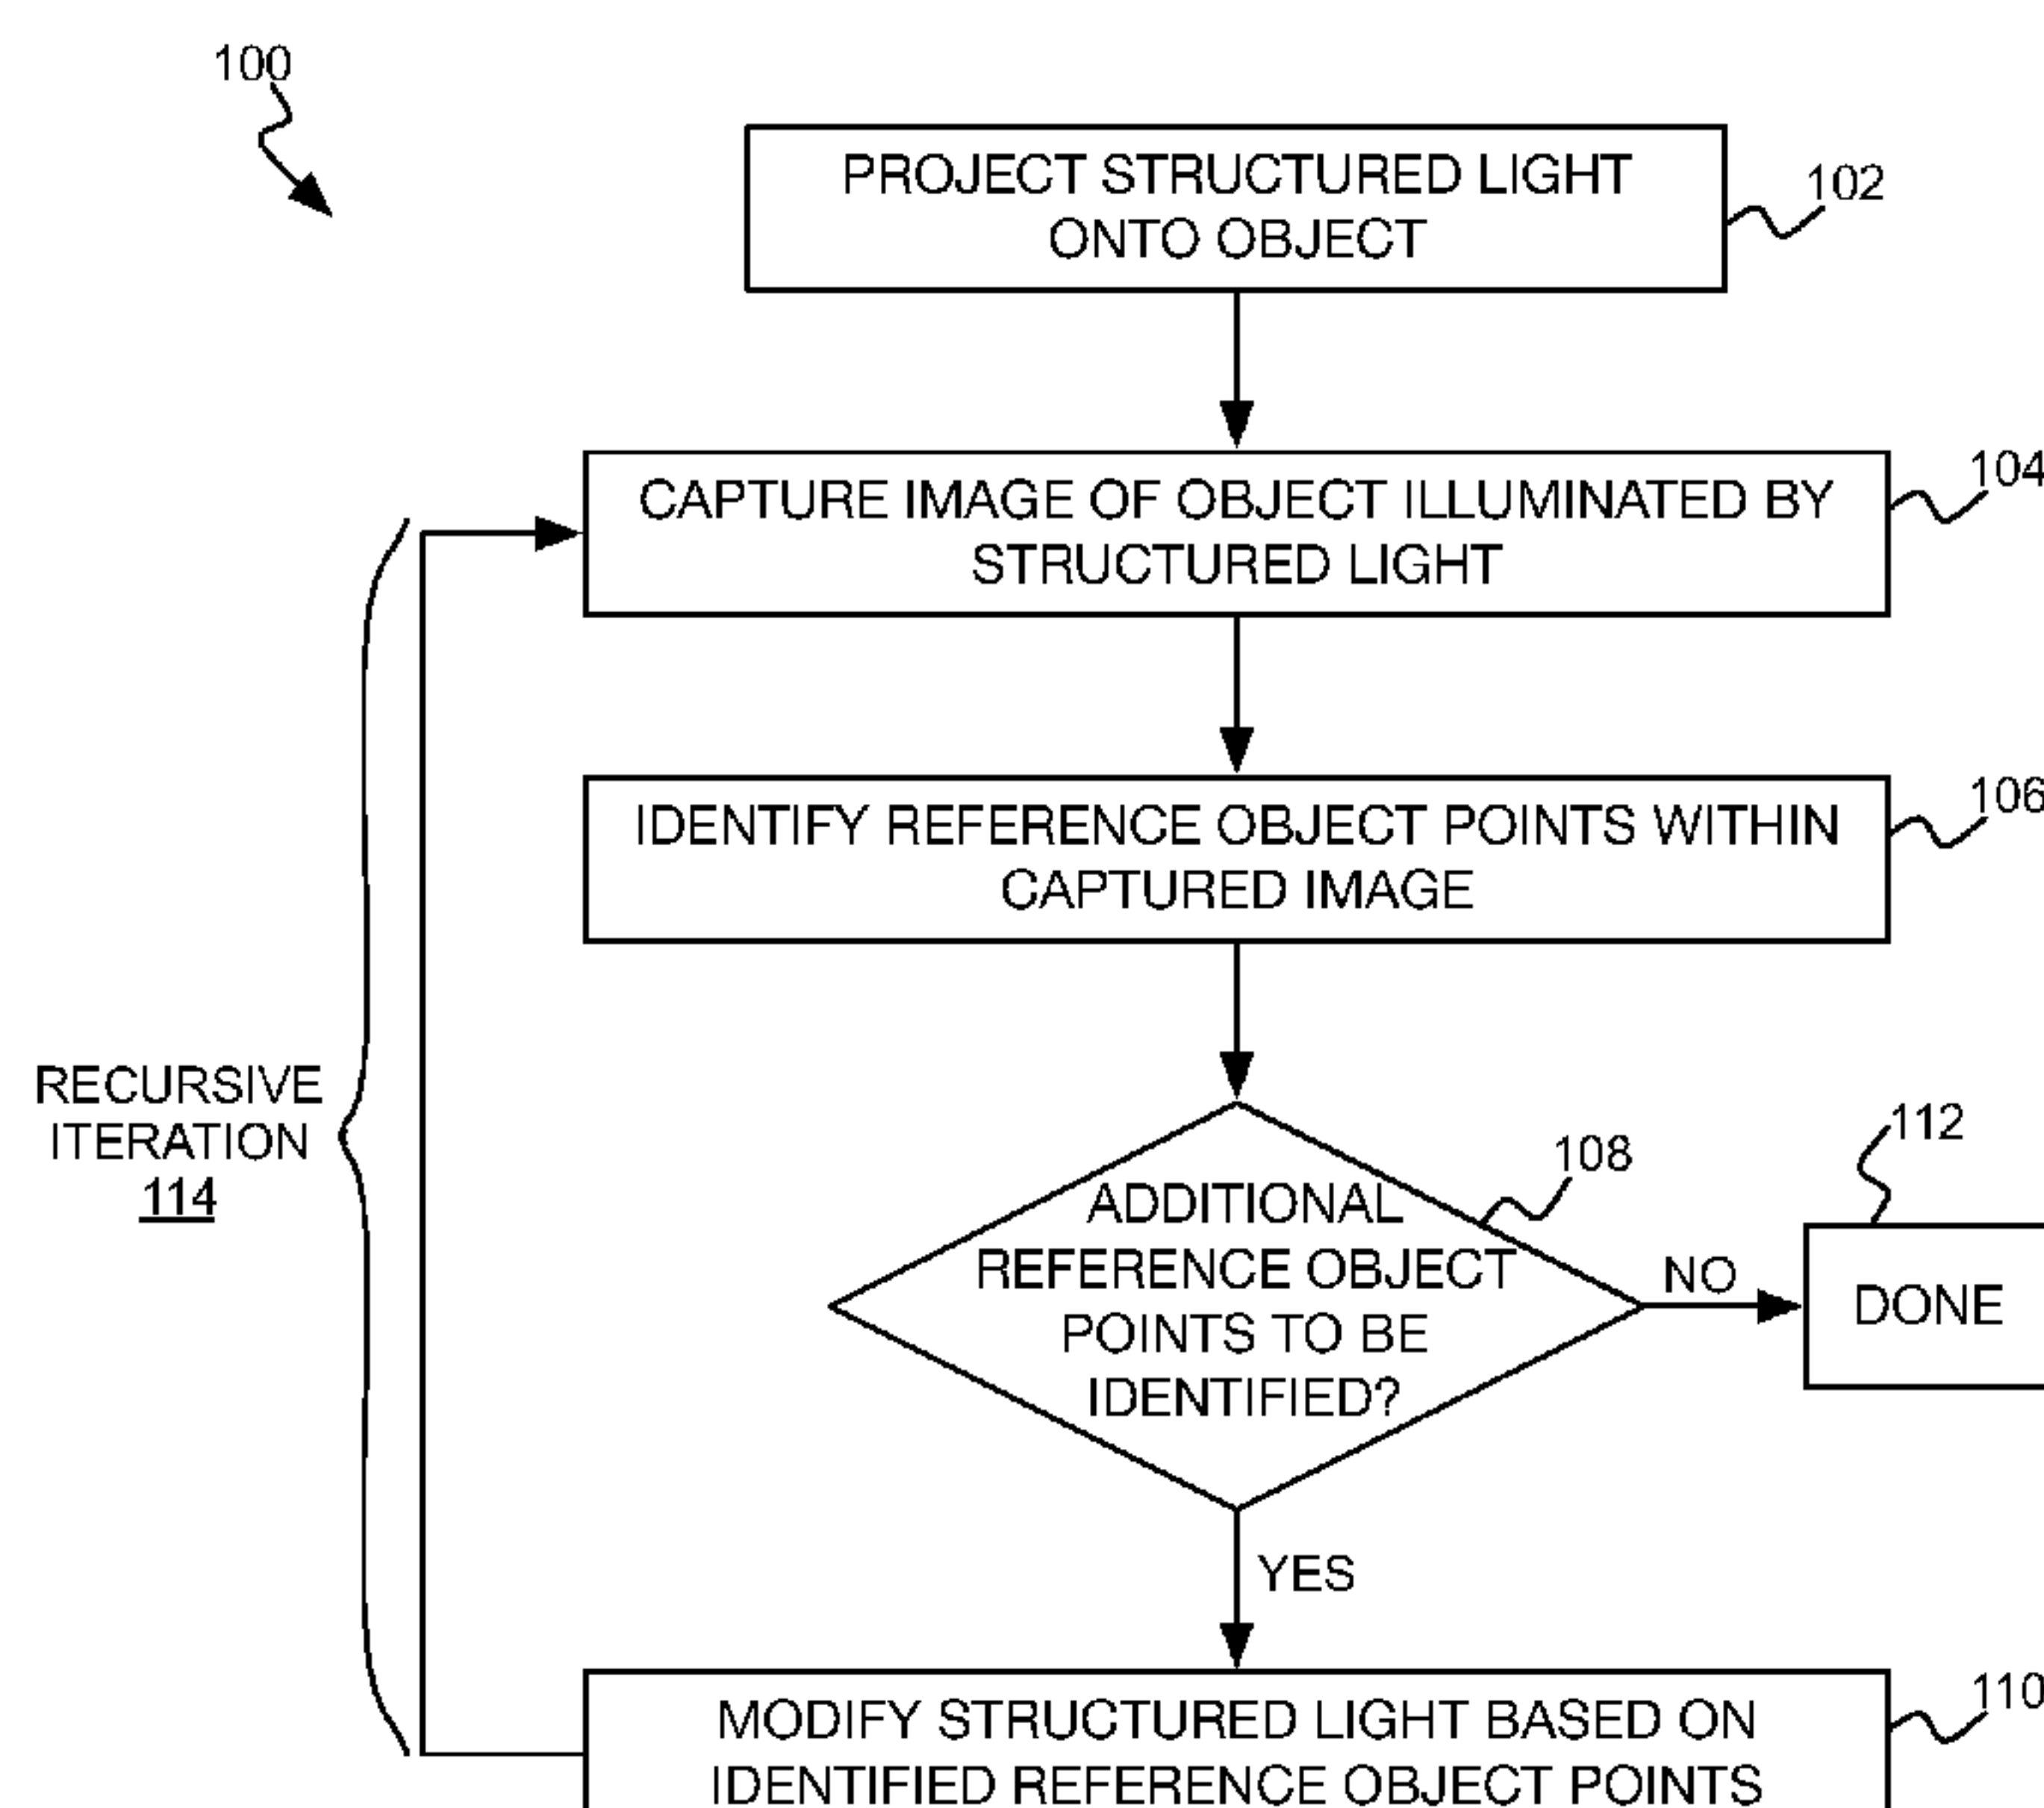 100
PROJECT STRUCTURED LIGHT
ONTO OBJECT
102
CAPTURE IMAGE OF OBJECT ILLUMINATED BY
STRUCTURED LIGHT
104
IDENTIFY REFERENCE OBJECT POINTS WITHIN
CAPTURED IMAGE
106
RECURSIVE
ITERATION
114
ADDITIONAL
REFERENCE OBJECT
POINTS TO BE
IDENTIFIED?
108
NO
112
DONE
YES
MODIFY STRUCTURED LIGHT BASED ON
IDENTIFIED REFERENCE OBJECT POINTS
110